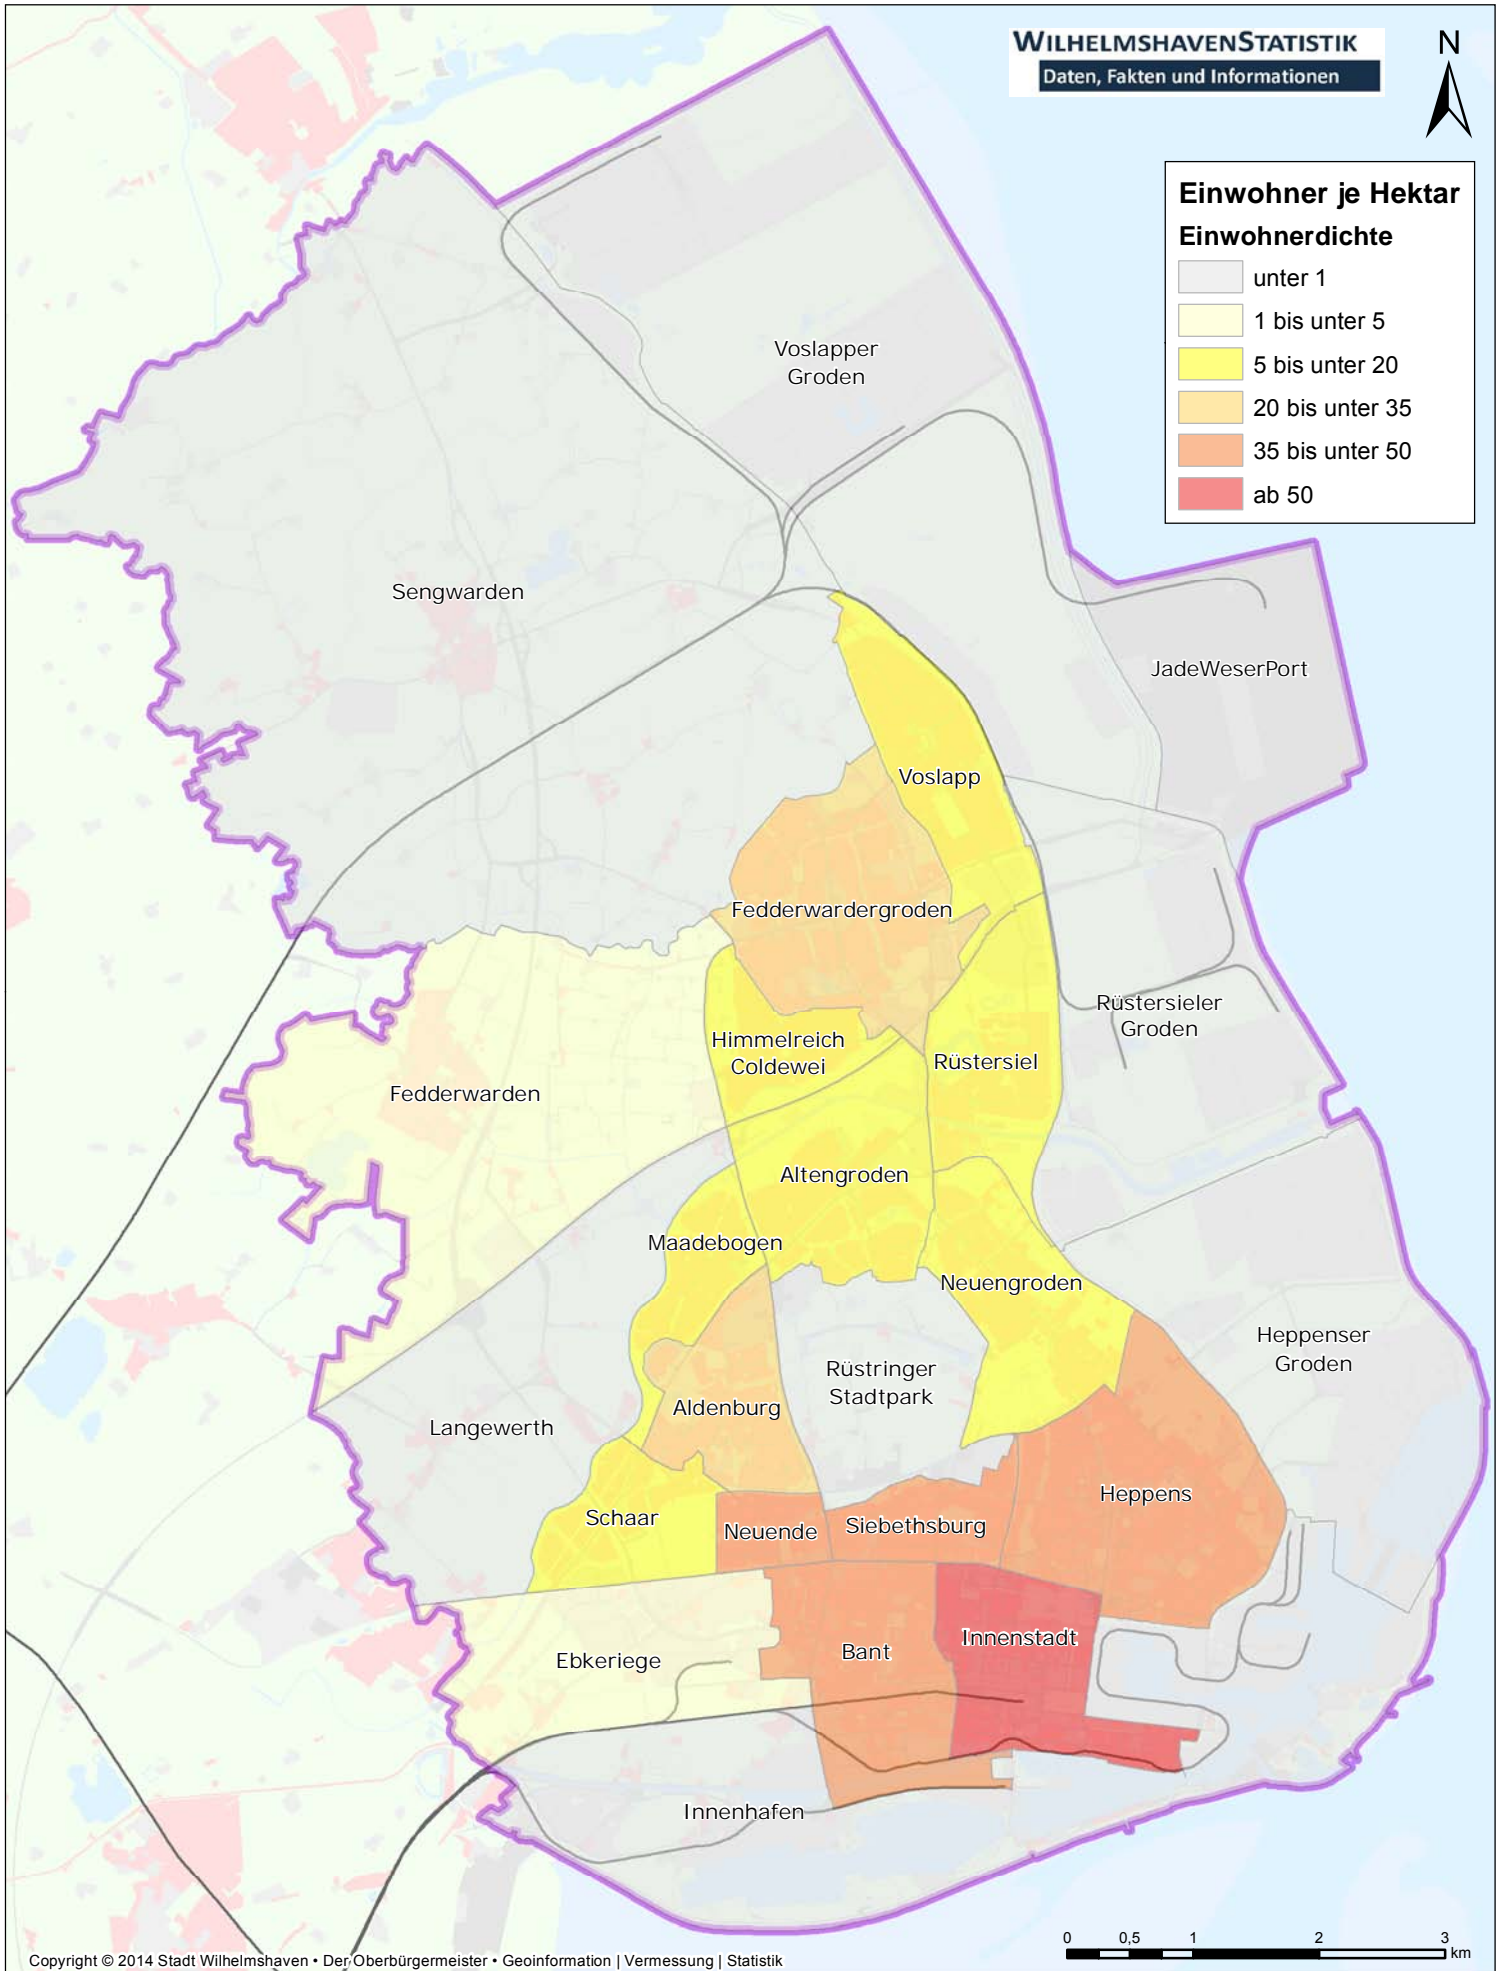 WILHELMSHAVENSTATISTIK
Daten, Fakten und Informationen
N
Einwohner je Hektar
Einwohnerdichte
unter 1
1 bis unter 5
5 bis unter 20
20 bis unter 35
35 bis unter 50
ab 50
Voslapper
Groden
Sengwarden
JadeWeserPort
Voslapp
Fedderwardergroden
Rüstersieler
Groden
Himmelreich
Coldewei
Rüstersiel
Fedderwarden
Altengroden
Maadebogen
Neuengroden
Heppenser
Groden
Rüstringer
Stadtpark
Aldenburg
Langewerth
Heppens
Schaar
Neuende
Siebethsburg
Innenstadt
Bant
Ebkeriege
Innenhafen
0 0,5 1 2 3
km
Copyright © 2014 Stadt Wilhelmshaven • Der Oberbürgermeister • Geoinformation | Vermessung | Statistik